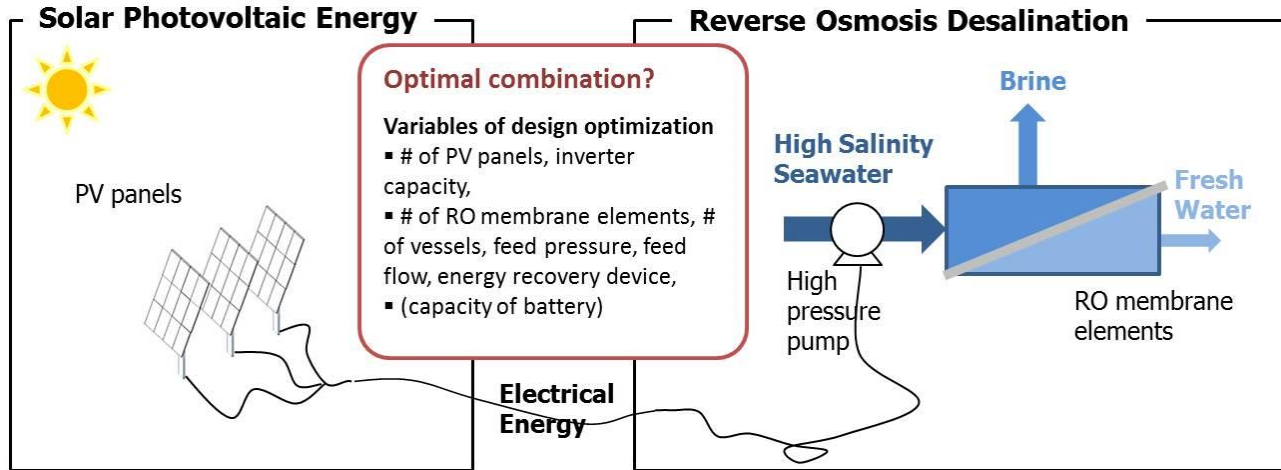 Solar Photovoltaic Energy
Reverse Osmosis Desalination
PV panels
Optimal combination?
Variables of design optimization
▪ # of PV panels, inverter
capacity,
▪ # of RO membrane elements, #
of vessels, feed pressure, feed
flow, energy recovery device,
▪ (capacity of battery)
Electrical
Energy
High Salinity
Seawater
Brine
Fresh
Water
High
pressure
pump
RO membrane
elements